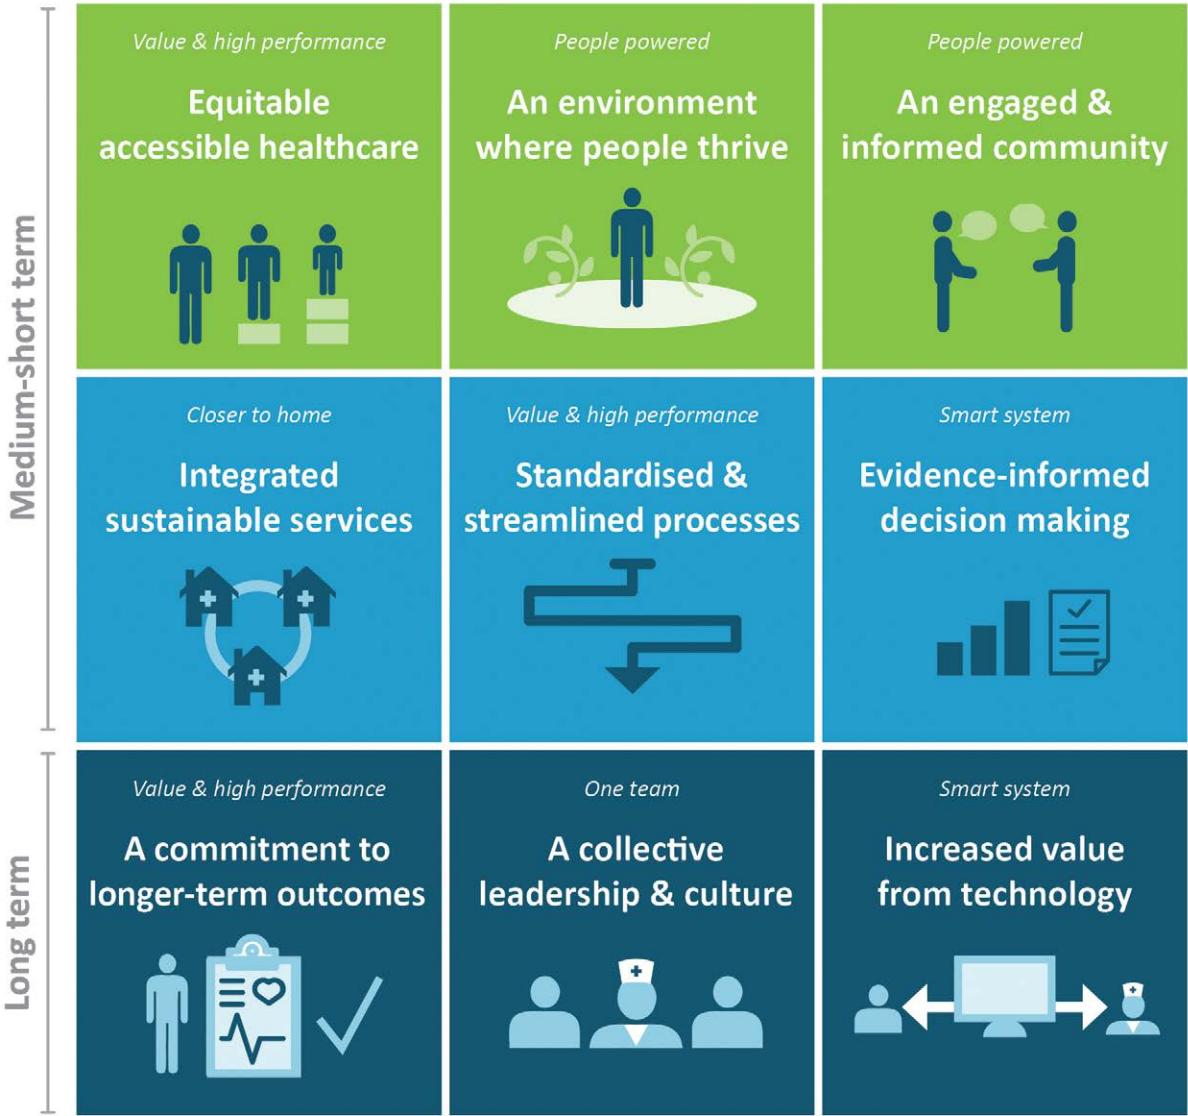 Medium-short term
Value & high performance
Equitable
accessible healthcare
People powered
An environment
where people thrive
People powered
An engaged &
informed community
Closer to home
Integrated
sustainable services
Value & high performance
Standardised &
streamlined processes
Smart system
Evidence-informed
decision making
Long term
Value & high performance
A commitment to
longer-term outcomes
One team
A collective
leadership & culture
Smart system
Increased value
from technology